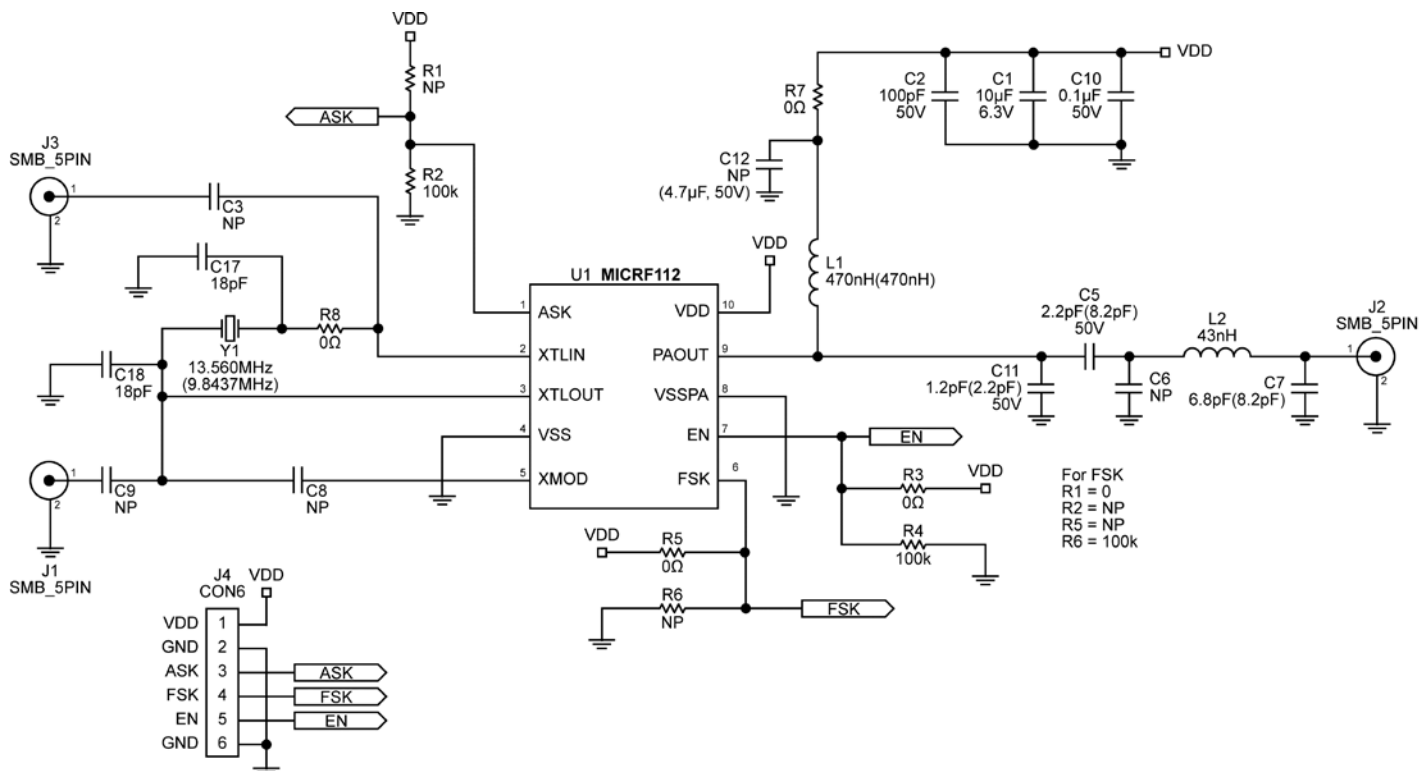 VDD
R1
NP
ASK
R2
100k
J3
SMB_5PIN
1
2
C3
NP
C17
18pF
R8
0Ω
Y1
13.560MHz
(9.8437MHz)
C18
18pF
J1
SMB_5PIN
1
2
C9
NP
C8
NP
U1 MICRF112
1 ASK
2 XTLIN
3 XTLOUT
4 VSS
5 XMOD
VDD 10
PAOUT 9
VSSPA 8
EN 7
FSK 6
VDD
R7
0Ω
C12
NP
(4.7µF, 50V)
C2
100pF
50V
C1
10µF
6.3V
C10
0.1µF
50V
VDD
L1
470nH(470nH)
C5
2.2pF(8.2pF)
50V
C11
1.2pF(2.2pF)
50V
C6
NP
L2
43nH
C7
6.8pF(8.2pF)
J2
SMB_5PIN
1
2
EN
R3
0Ω
VDD
R4
100k
For FSK
R1 = 0
R2 = NP
R5 = NP
R6 = 100k
VDD
R5
0Ω
R6
NP
FSK
J4
CON6
VDD
VDD 1
GND 2
ASK 3 ASK
FSK 4 FSK
EN 5 EN
GND 6